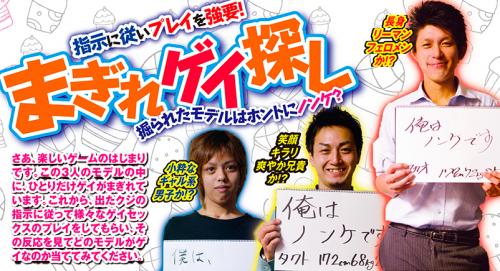 指示に従いプレイを強要!
まぎれゲイ探し
掘られたモデルはホントにノンケ?
長身
リーマン
フェロメン
か!?
さあ、楽しいゲームのはじまり
です。この3人のモデルの中
に、ひとりだけゲイがまぎれて
います。これから、出たクジの
指示に従って様々なゲイセッ
クスのプレイをしてもらい、そ
の反応を見てどのモデルがゲ
イなのか当ててみてください。
小粋な
ギャル系
男子か!?
笑顔
キラリ
爽やか兄貴
か!?
僕は、
俺は
ノンケです
タクト 172cm68kg
俺は
ノンケです